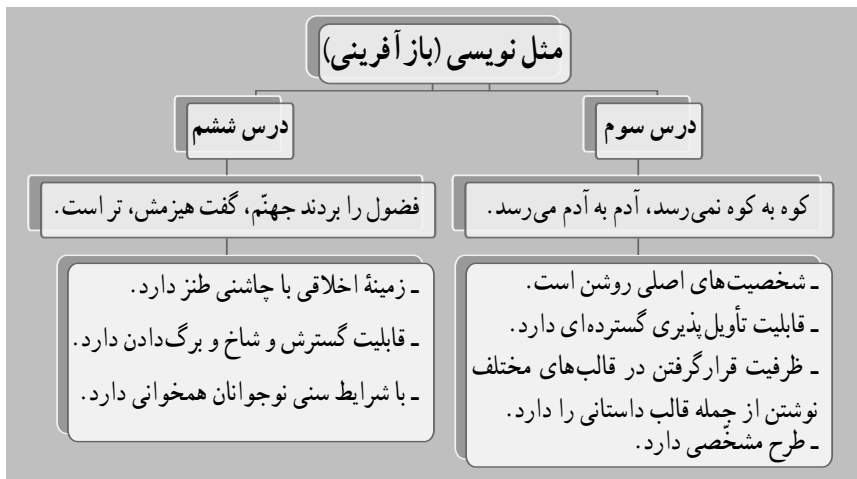 مثل نویسی (بازآفرینی)
درس سوم
کوه به کوه نمی‌رسد، آدم به آدم می‌رسد.
ـ شخصیت‌های اصلی روشن است.
ـ قابلیت تأویل‌پذیری گسترده‌ای دارد.
ـ ظرفیت قرارگرفتن در قالب‌های مختلف
نوشتن از جمله قالب داستانی را دارد.
ـ طرح مشخّصی دارد.
درس ششم
فضول را بردند جهنّم، گفت هیزمش، تر است.
ـ زمینهٔ اخلاقی با چاشنی طنز دارد.
ـ قابلیت گسترش و شاخ و برگ‌دادن دارد.
ـ با شرایط سنی نوجوانان همخوانی دارد.